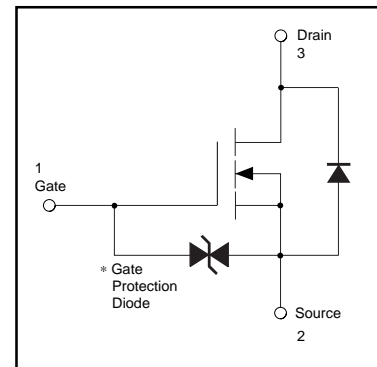 Drain
3
1
Gate
* Gate
Protection
Diode
Source
2